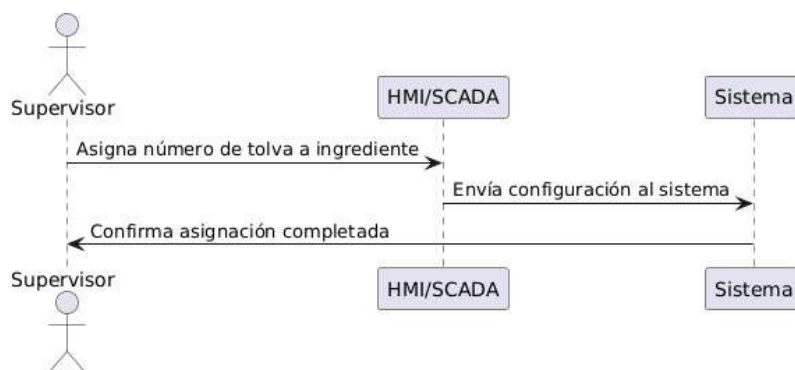 Supervisor
HMI/SCADA
Sistema
Asigna número de tolva a ingrediente
Envía configuración al sistema
Confirma asignación completada
Supervisor
HMI/SCADA
Sistema